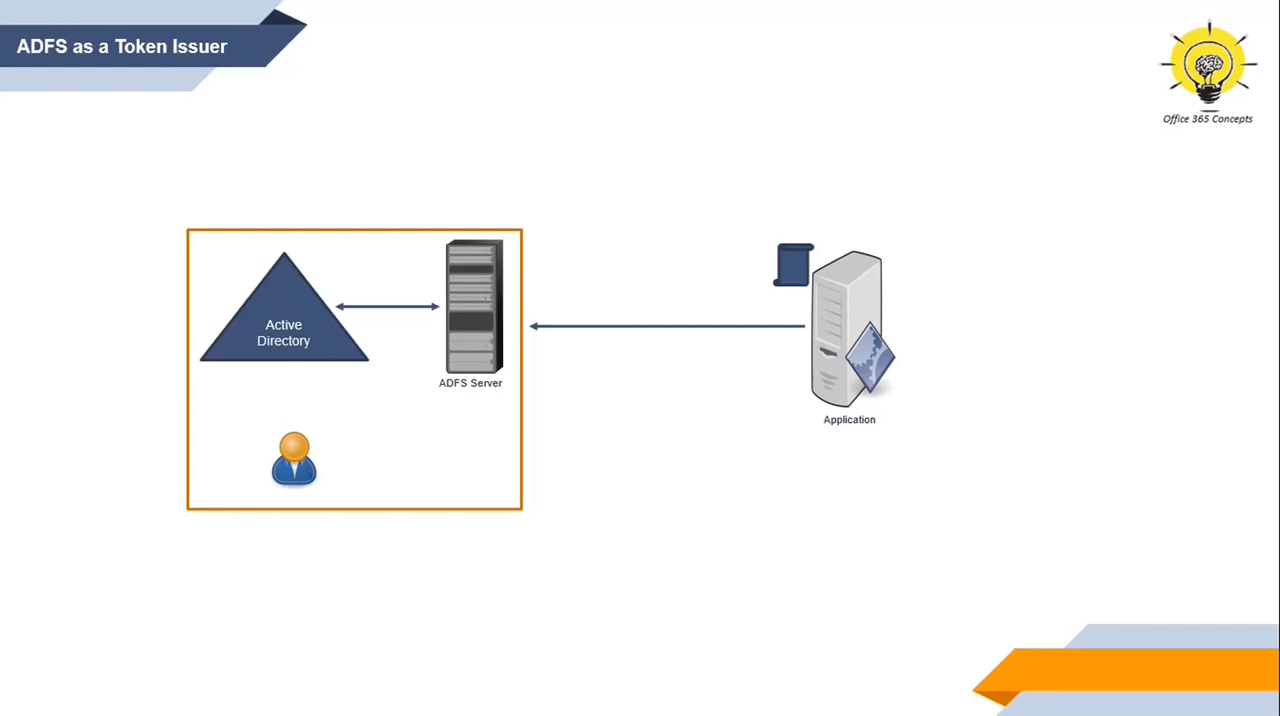 ADFS as a Token Issuer
Office 365 Concepts
Active
Directory
ADFS Server
Application